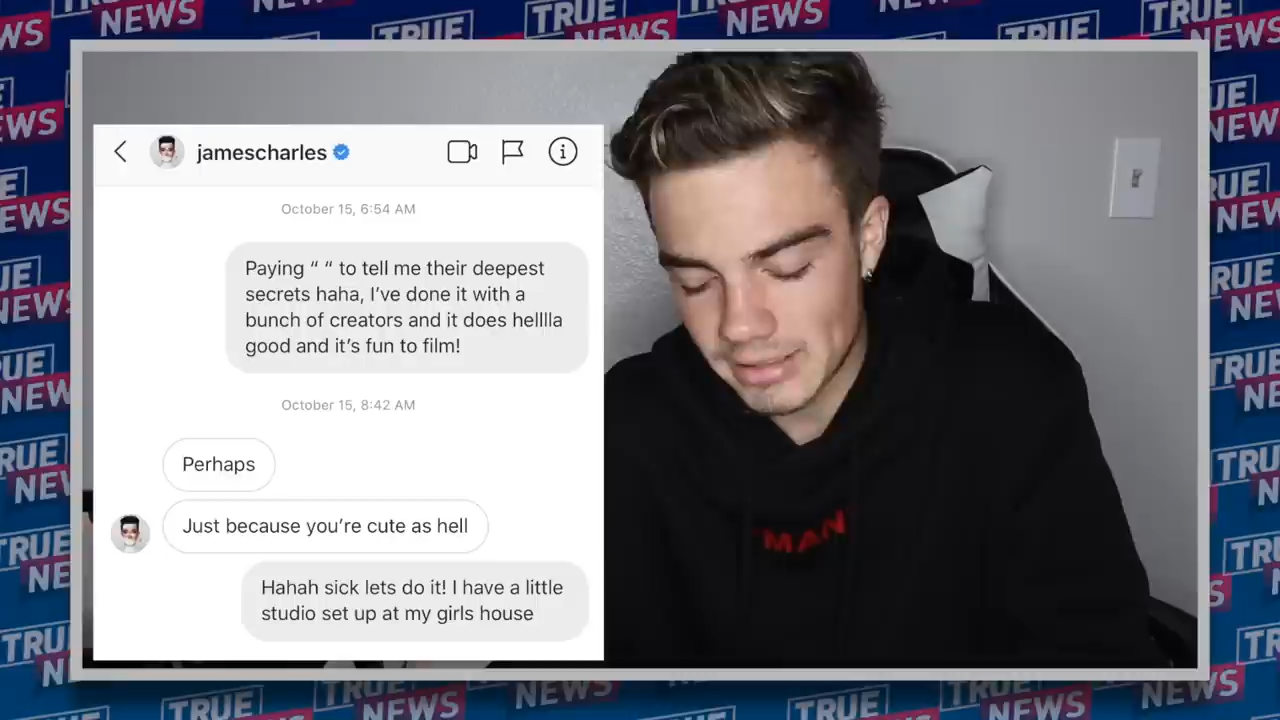 TRUE NEWS
jamescharles
October 15, 6:54 AM
Paying “ “ to tell me their deepest
secrets haha, I’ve done it with a
bunch of creators and it does helllla
good and it’s fun to film!
October 15, 8:42 AM
Perhaps
Just because you’re cute as hell
Hahah sick lets do it! I have a little
studio set up at my girls house
MAN